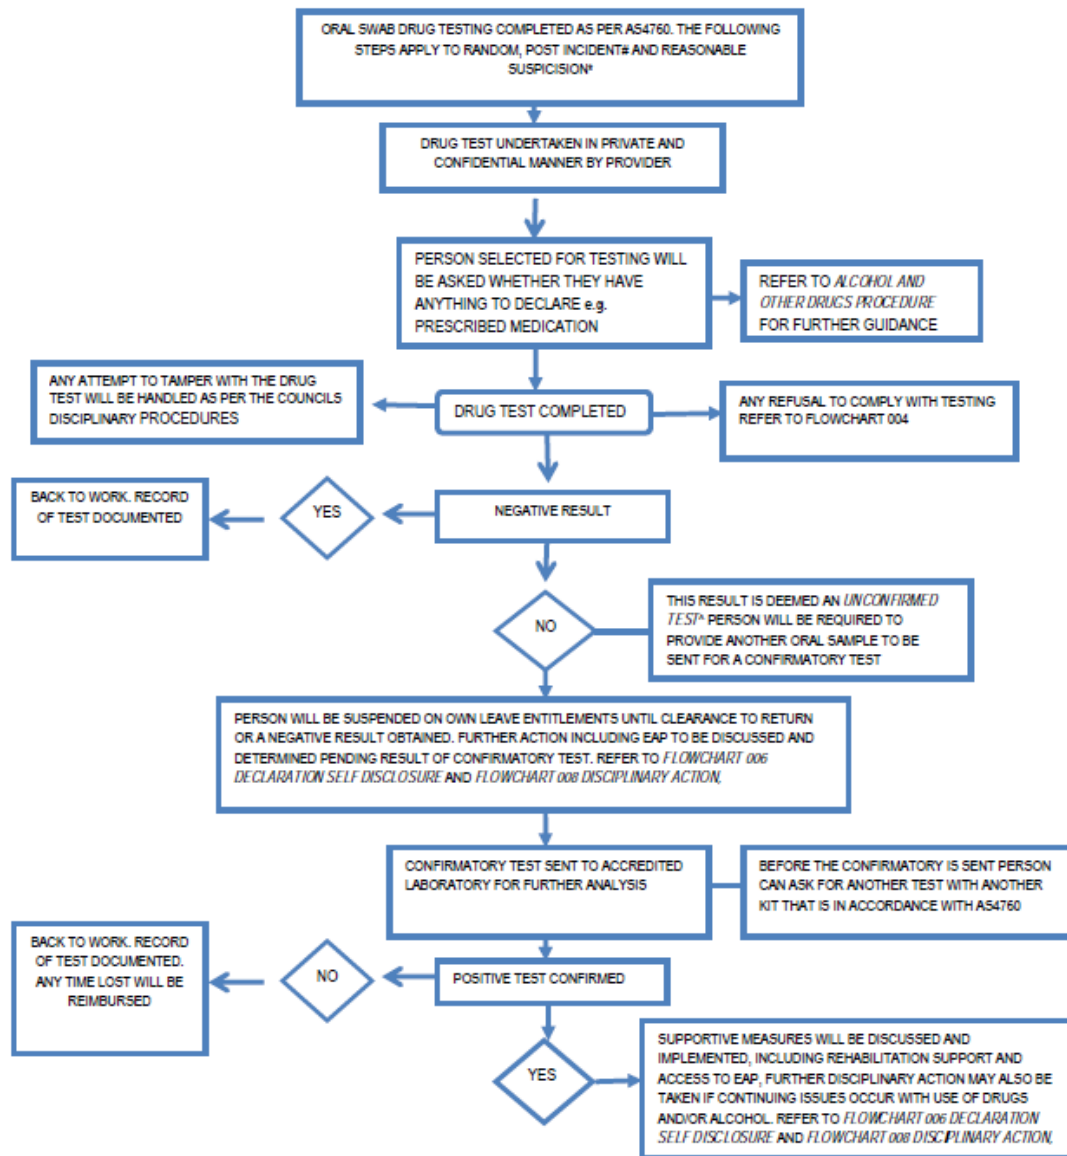 ORAL SWAB DRUG TESTING COMPLETED AS PER AS4760. THE FOLLOWING
STEPS APPLY TO RANDOM, POST INCIDENT# AND REASONABLE
SUSPICISION*
DRUG TEST UNDERTAKEN IN PRIVATE AND
CONFIDENTIAL MANNER BY PROVIDER
PERSON SELECTED FOR TESTING WILL
BE ASKED WHETHER THEY HAVE
ANYTHING TO DECLARE e.g.
PRESCRIBED MEDICATION
REFER TO ALCOHOL AND
OTHER DRUGS PROCEDURE
FOR FURTHER GUIDANCE
ANY ATTEMPT TO TAMPER WITH THE DRUG
TEST WILL BE HANDLED AS PER THE COUNCILS
DISCIPLINARY PROCEDURES
DRUG TEST COMPLETED
ANY REFUSAL TO COMPLY WITH TESTING
REFER TO FLOWCHART 004
BACK TO WORK. RECORD
OF TEST DOCUMENTED
YES
NEGATIVE RESULT
NO
THIS RESULT IS DEEMED AN UNCONFIRMED
TEST^ PERSON WILL BE REQUIRED TO
PROVIDE ANOTHER ORAL SAMPLE TO BE
SENT FOR A CONFIRMATORY TEST
PERSON WILL BE SUSPENDED ON OWN LEAVE ENTITLEMENTS UNTIL CLEARANCE TO RETURN
OR A NEGATIVE RESULT OBTAINED. FURTHER ACTION INCLUDING EAP TO BE DISCUSSED AND
DETERMINED PENDING RESULT OF CONFIRMATORY TEST. REFER TO FLOWCHART 006
DECLARATION SELF DISCLOSURE AND FLOWCHART 008 DISCIPLINARY ACTION,
CONFIRMATORY TEST SENT TO ACCREDITED
LABORATORY FOR FURTHER ANALYSIS
BEFORE THE CONFIRMATORY IS SENT PERSON
CAN ASK FOR ANOTHER TEST WITH ANOTHER
KIT THAT IS IN ACCORDANCE WITH AS4760
BACK TO WORK. RECORD
OF TEST DOCUMENTED.
ANY TIME LOST WILL BE
REIMBURSED
NO
POSITIVE TEST CONFIRMED
YES
SUPPORTIVE MEASURES WILL BE DISCUSSED AND
IMPLEMENTED, INCLUDING REHABILITATION SUPPORT AND
ACCESS TO EAP, FURTHER DISCIPLINARY ACTION MAY ALSO BE
TAKEN IF CONTINUING ISSUES OCCUR WITH USE OF DRUGS
AND/OR ALCOHOL. REFER TO FLOWCHART 006 DECLARATION
SELF DISCLOSURE AND FLOWCHART 008 DISCIPLINARY ACTION,